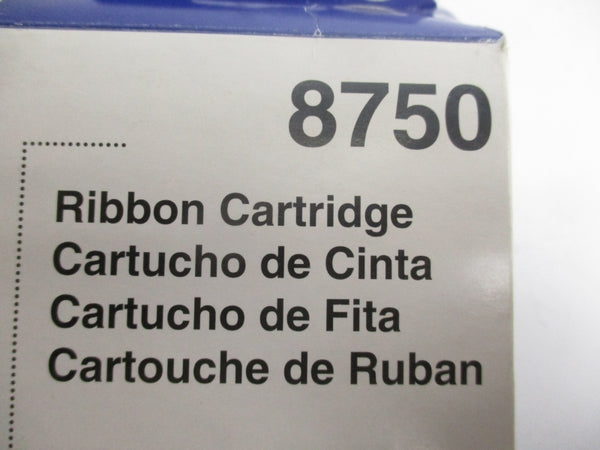 8750
Ribbon Cartridge
Cartucho de Cinta
Cartucho de Fita
Cartouche de Ruban